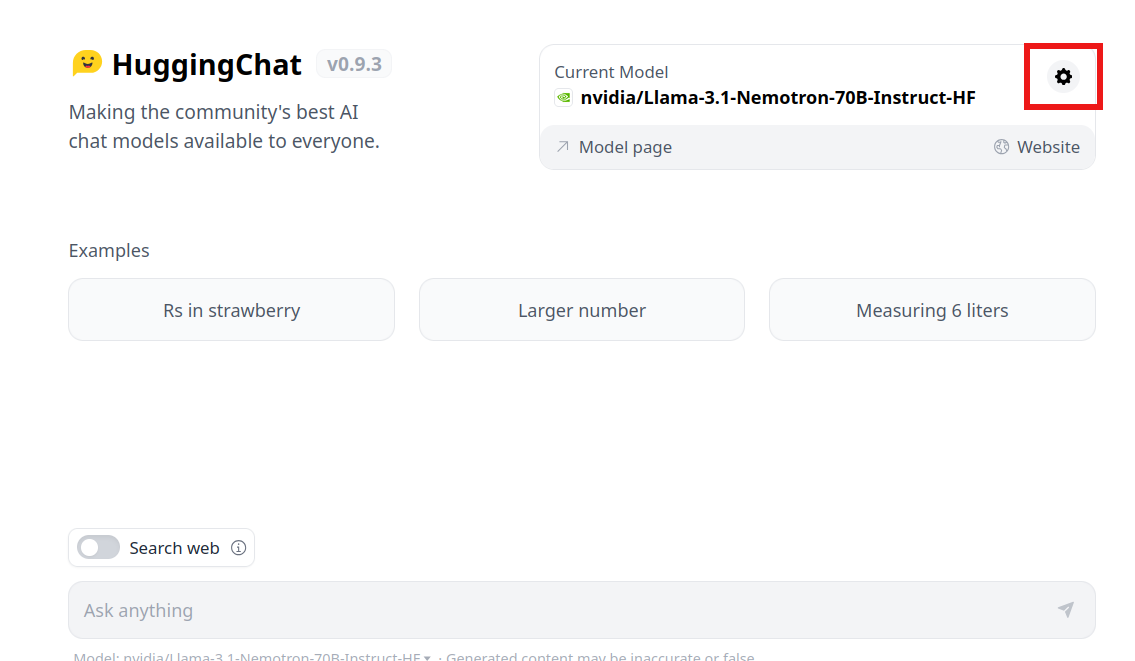 HuggingChat v0.9.3
Making the community's best AI
chat models available to everyone.
Current Model
nvidia/Llama-3.1-Nemotron-70B-Instruct-HF
Model page
Website
Examples
Rs in strawberry
Larger number
Measuring 6 liters
Search web
Ask anything
Model: nvidia/Llama-3.1-Nemotron-70B-Instruct-HF · Generated content may be inaccurate or false.